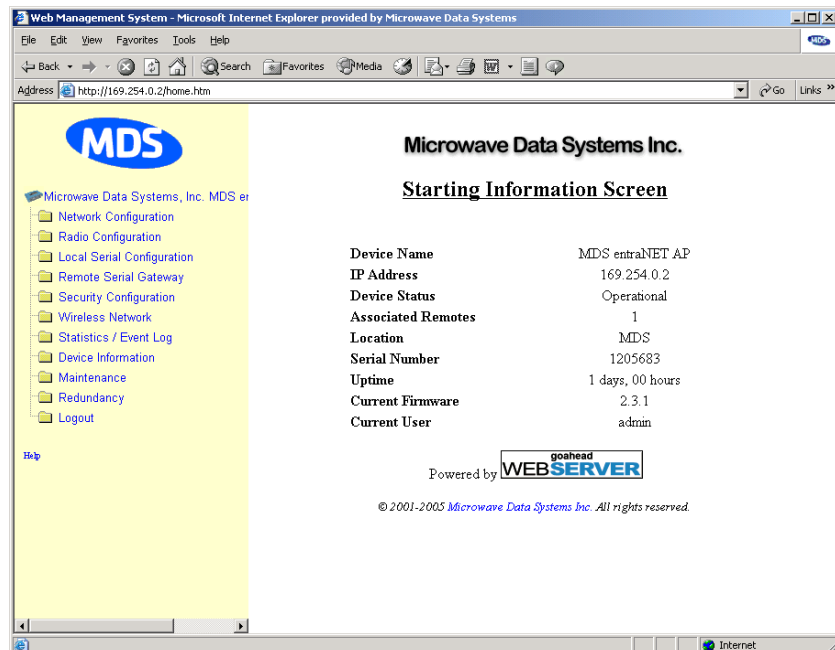 Web Management System - Microsoft Internet Explorer provided by Microwave Data Systems
File Edit View Favorites Tools Help
MDS
Back Search Favorites Media
Address http://169.254.0.2/home.htm Go Links »
MDS
Microwave Data Systems, Inc. MDS er
Network Configuration
Radio Configuration
Local Serial Configuration
Remote Serial Gateway
Security Configuration
Wireless Network
Statistics / Event Log
Device Information
Maintenance
Redundancy
Logout
Help
Microwave Data Systems Inc.
Starting Information Screen
Device Name MDS entraNET AP
IP Address 169.254.0.2
Device Status Operational
Associated Remotes 1
Location MDS
Serial Number 1205683
Uptime 1 days, 00 hours
Current Firmware 2.3.1
Current User admin
Powered by goahead WEBSERVER
© 2001-2005 Microwave Data Systems Inc. All rights reserved.
Internet